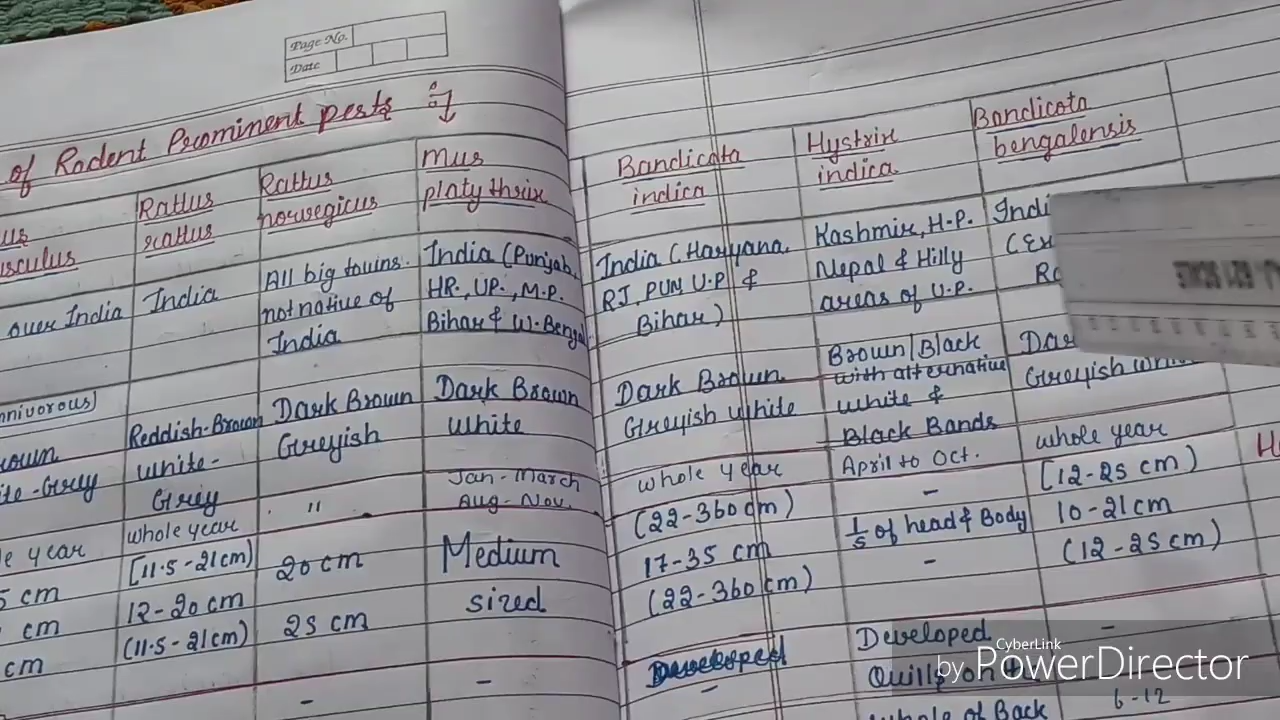 Page No.
Date
of Rodent Prominent pests :-
Rattus
rattus
Rattus
norvegicus
Mus
platythrix
Bandicota
indica
Hystrix
indica
Bandicota
bengalensis
over India
India
All big towns.
not native of
India
India (Punjab,
HR., UP., M.P.
Bihar & W. Bengal
India (Haryana
RJ, PUN, U.P &
Bihar)
Kashmir, H.P.
Nepal & Hilly
areas of U.P.
Reddish-Brown
White-
Grey
Dark Brown
Greyish
Dark Brown
White
Dark Brown
Greyish White
Brown/Black
with alternative
white &
Black Bands
Greyish
whole year
[11.5-21cm)
12-20 cm
(11.5-21cm)
"
20 cm
25 cm
Jan-March
Aug-Nov.
Medium
sized
-
-
whole year
(22-360 cm)
17-35 cm
(22-360 cm)
Developed
-
April to Oct.
-
1/5 of head & Body
-
Developed
Quills on
whole of Back
whole year
[12-25 cm)
10-21 cm
(12-25 cm)
-
6-12
CyberLink
by PowerDirector